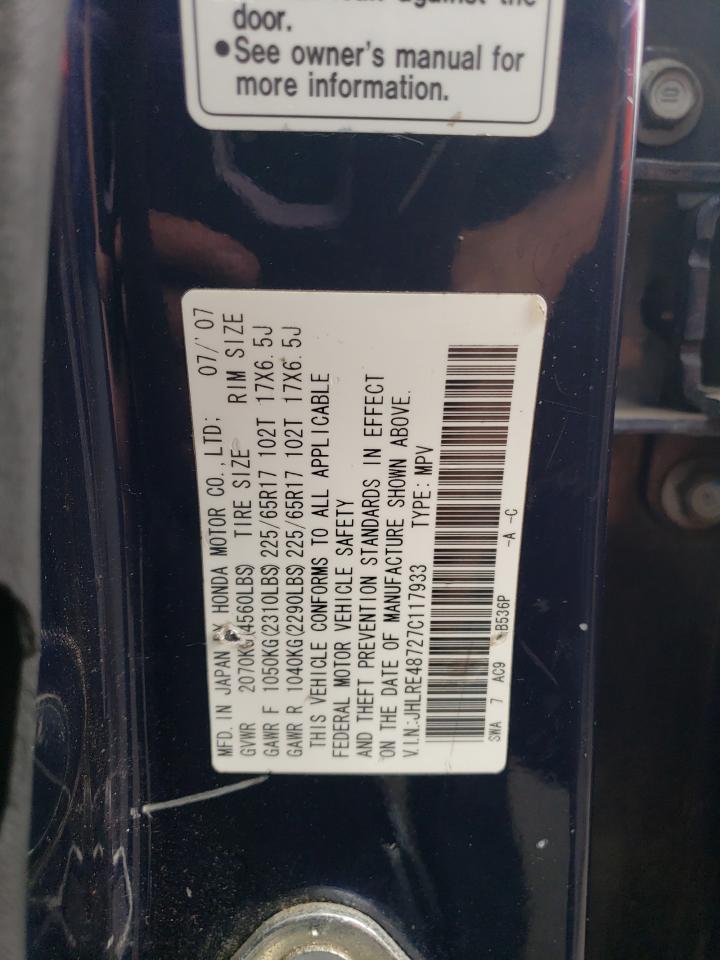 against the
door.
•See owner's manual for
more information.
MFD. IN JAPAN BY HONDA MOTOR CO., LTD; 07/'07
GVWR 2070KG(4560LBS) TIRE SIZE RIM SIZE
GAWR F 1050KG(2310LBS) 225/65R17 102T 17X6.5J
GAWR R 1040KG(2290LBS) 225/65R17 102T 17X6.5J
THIS VEHICLE CONFORMS TO ALL APPLICABLE
FEDERAL MOTOR VEHICLE SAFETY
AND THEFT PREVENTION STANDARDS IN EFFECT
ON THE DATE OF MANUFACTURE SHOWN ABOVE.
V.I.N.:JHLRE48727C117933 TYPE: MPV
SWA 7 AC9 B536P -A -C
10